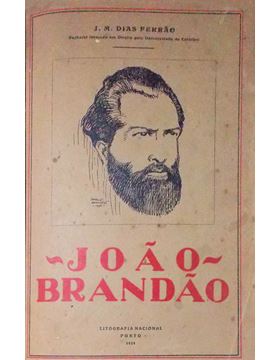 J. M. DIAS FERRÃO
Bacharel formado em Direito pela Universidade de Coimbra
~JOÃO~
BRANDÃO
LITOGRAFIA NACIONAL
PORTO